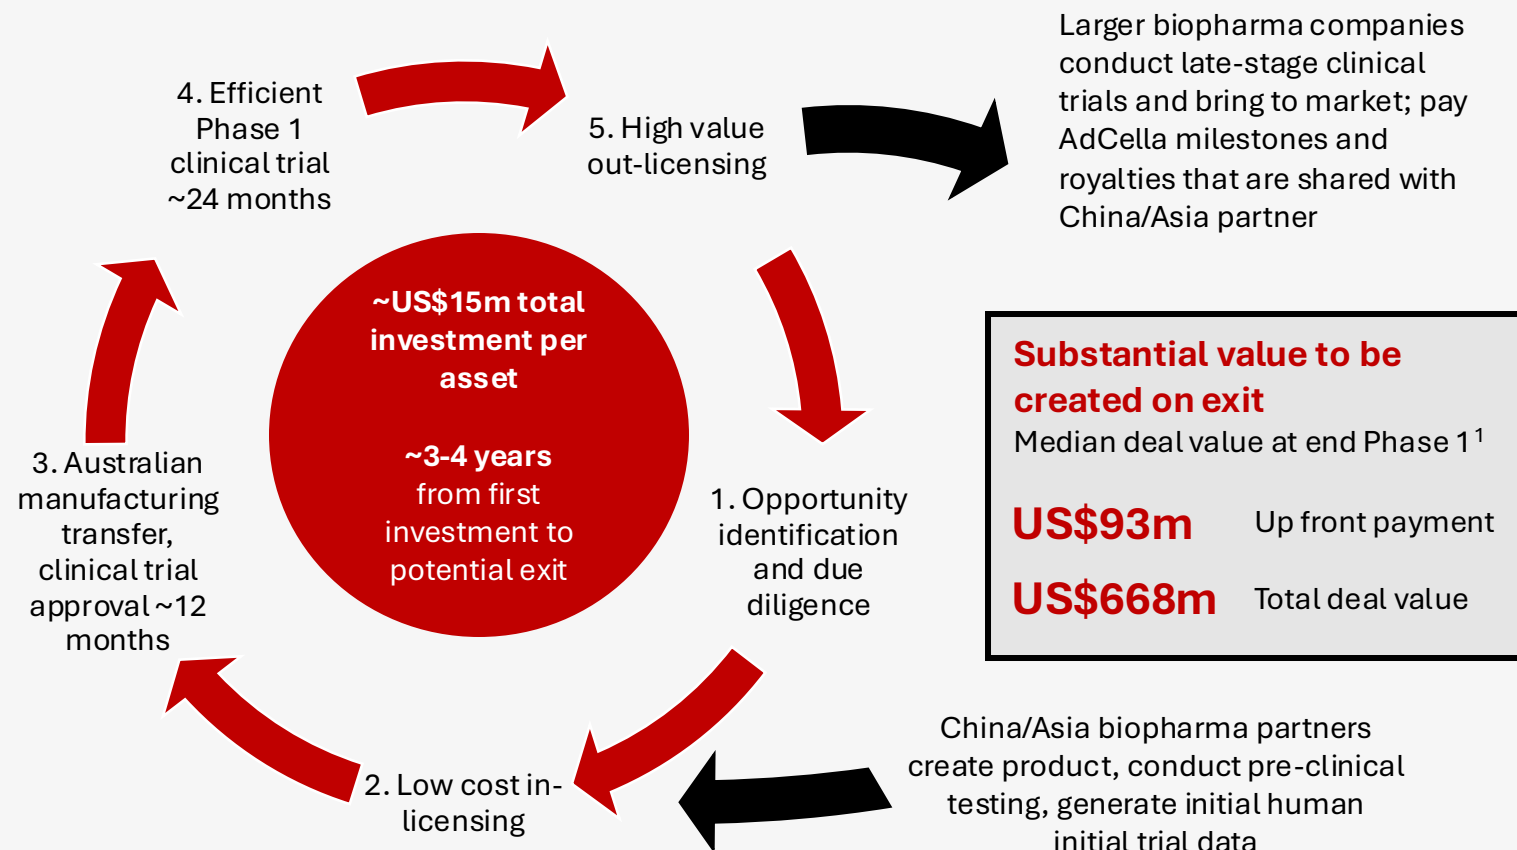 Larger biopharma companies
conduct late-stage clinical
trials and bring to market; pay
AdCella milestones and
royalties that are shared with
China/Asia partner
4. Efficient
Phase 1
clinical trial
~24 months
5. High value
out-licensing
~US$15m total
investment per
asset
~3-4 years
from first
investment to
potential exit
3. Australian
manufacturing
transfer,
clinical trial
approval ~12
months
1. Opportunity
identification
and due
diligence
2. Low cost in-
licensing
Substantial value to be
created on exit
Median deal value at end Phase 1¹
US$93m Up front payment
US$668m Total deal value
China/Asia biopharma partners
create product, conduct pre-clinical
testing, generate initial human
initial trial data